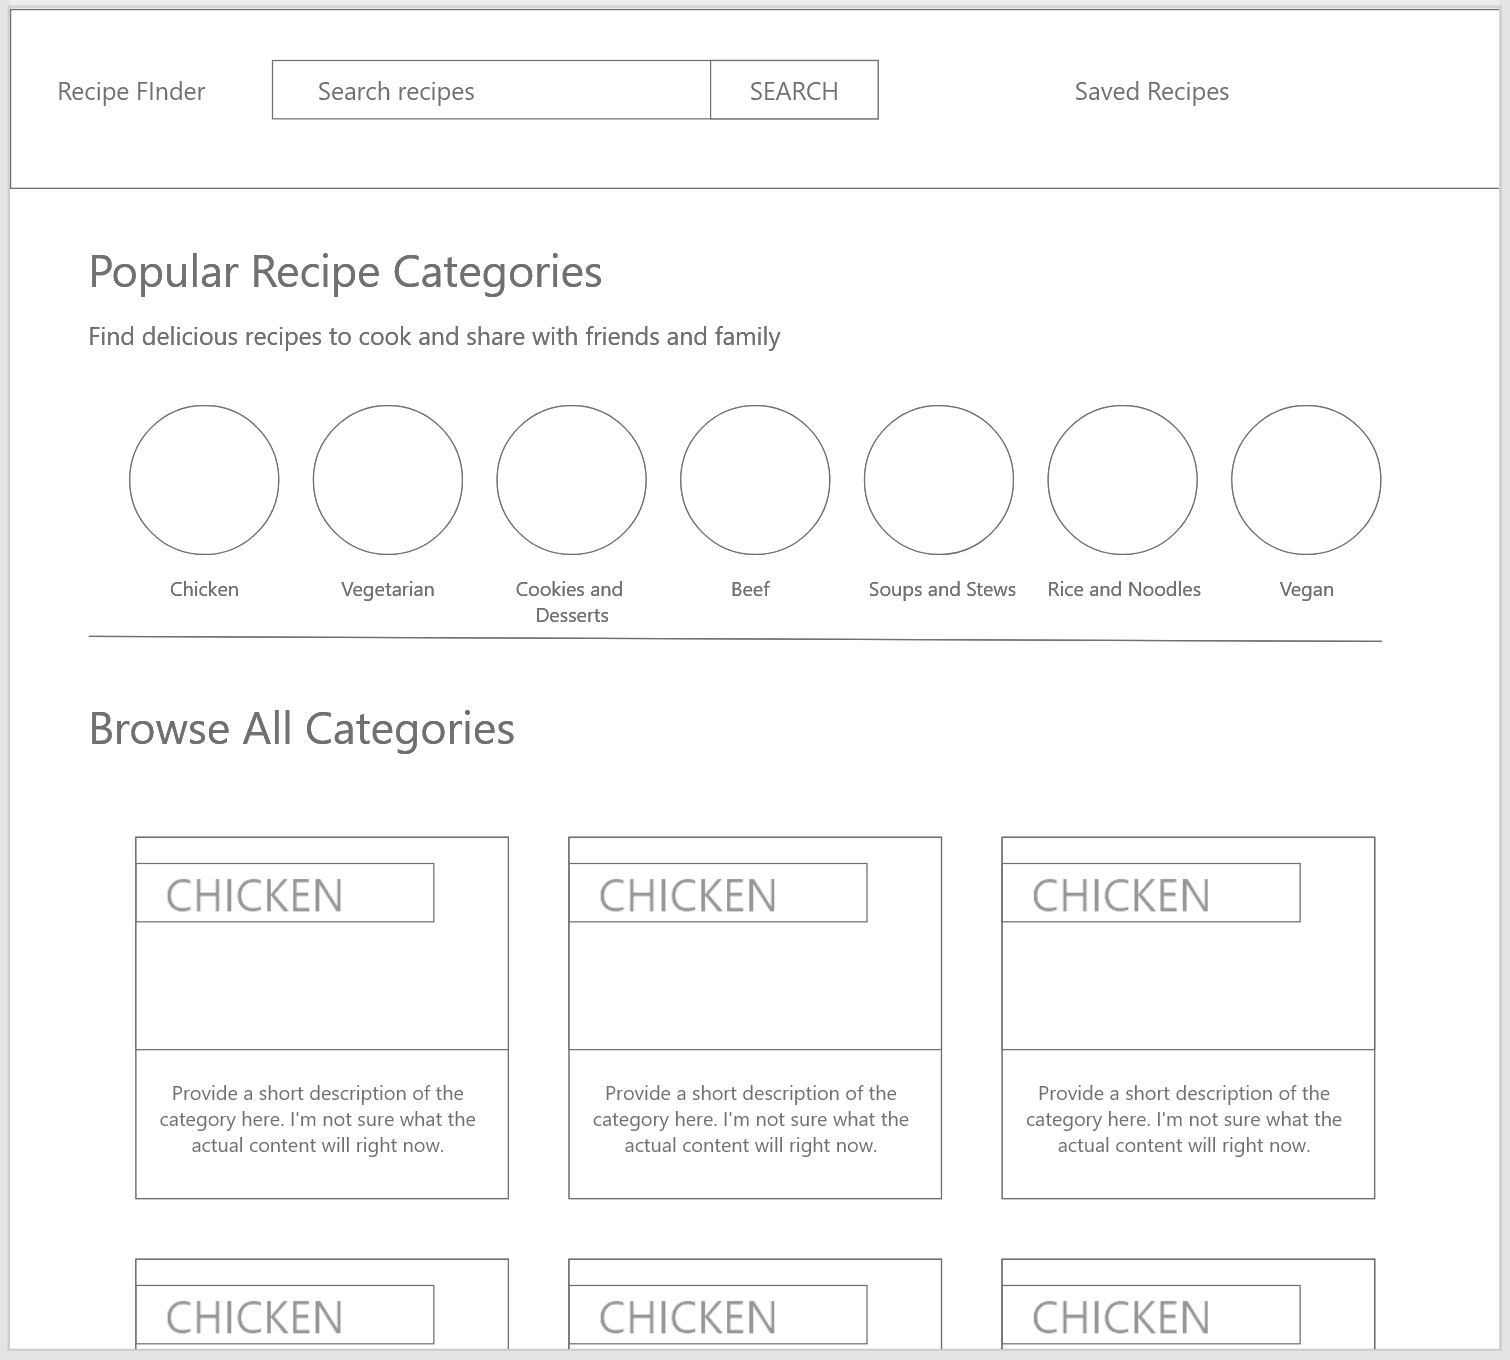 Recipe FInder
Search recipes
SEARCH
Saved Recipes
Popular Recipe Categories
Find delicious recipes to cook and share with friends and family
Chicken
Vegetarian
Cookies and
Desserts
Beef
Soups and Stews
Rice and Noodles
Vegan
Browse All Categories
CHICKEN
Provide a short description of the
category here. I'm not sure what the
actual content will right now.
CHICKEN
Provide a short description of the
category here. I'm not sure what the
actual content will right now.
CHICKEN
Provide a short description of the
category here. I'm not sure what the
actual content will right now.
CHICKEN
CHICKEN
CHICKEN